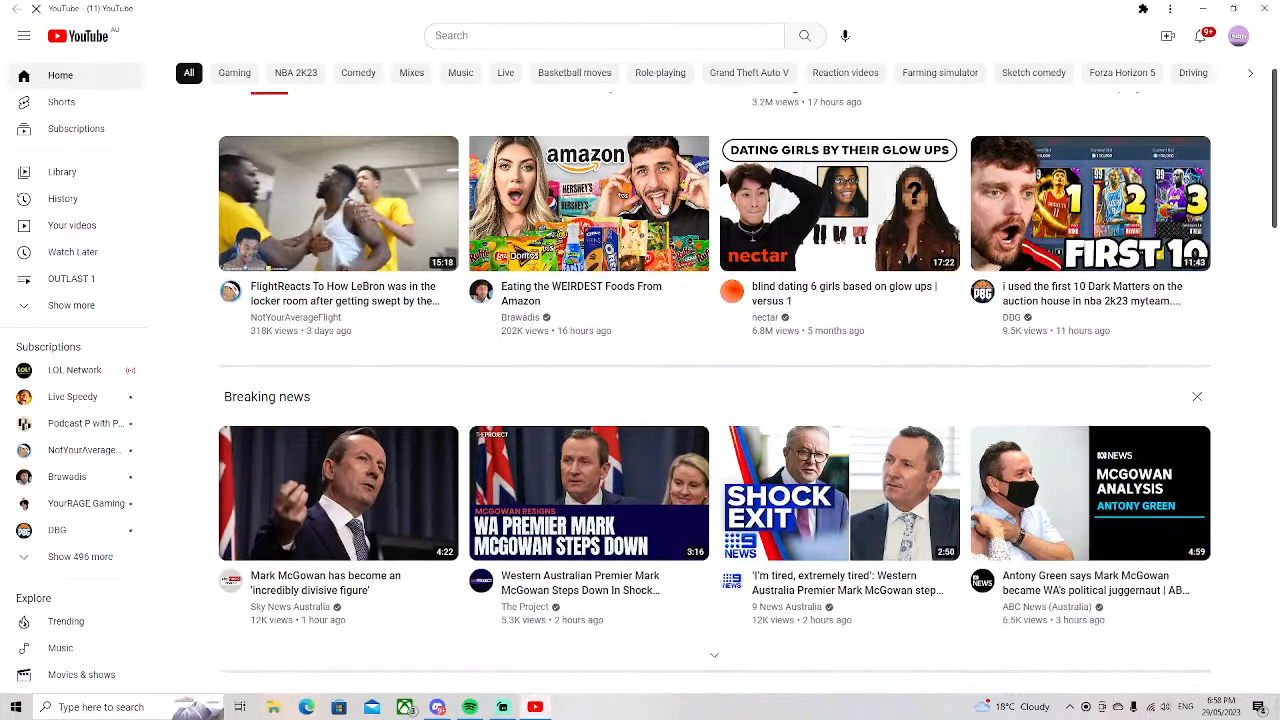 YouTube - (11) YouTube
YouTube AU
Search
9+
Home
Shorts
Subscriptions
Library
History
Your videos
Watch Later
OUTLAST 1
Show more
Subscriptions
LOL Network
Live Speedy
Podcast P with P...
NotYourAverage...
Brawadis
YourRAGE Gaming
DBG
Show 496 more
Explore
Trending
Music
Movies & shows
All
Gaming
NBA 2K23
Comedy
Mixes
Music
Live
Basketball moves
Role-playing
Grand Theft Auto V
Reaction videos
Farming simulator
Sketch comedy
Forza Horizon 5
Driving
3.2M views • 17 hours ago
15:18
FlightReacts To How LeBron was in the
locker room after getting swept by the...
NotYourAverageFlight
318K views • 3 days ago
amazon
HERSHEY'S
Doritos
Eating the WEIRDEST Foods From
Amazon
Brawadis
202K views • 16 hours ago
DATING GIRLS BY THEIR GLOW UPS
?
nectar
17:22
blind dating 6 girls based on glow ups |
versus 1
nectar
6.8M views • 5 months ago
99
1
99
2
99
3
FIRST 10
11:43
i used the first 10 Dark Matters on the
auction house in nba 2k23 myteam....
DBG
9.5K views • 11 hours ago
Breaking news
4:22
Mark McGowan has become an
'incredibly divisive figure'
Sky News Australia
12K views • 1 hour ago
THEPROJECT
MCGOWAN RESIGNS
WA PREMIER MARK
MCGOWAN STEPS DOWN
3:16
Western Australian Premier Mark
McGowan Steps Down In Shock...
The Project
5.3K views • 2 hours ago
SHOCK
EXIT
9 NEWS
2:50
'I'm tired, extremely tired': Western
Australia Premier Mark McGowan step...
9 News Australia
12K views • 2 hours ago
NEWS
MCGOWAN
ANALYSIS
ANTONY GREEN
4:59
Antony Green says Mark McGowan
became WA's political juggernaut | AB...
ABC News (Australia)
6.5K views • 3 hours ago
Type here to search
18°C Cloudy
6:58 PM
29/05/2023